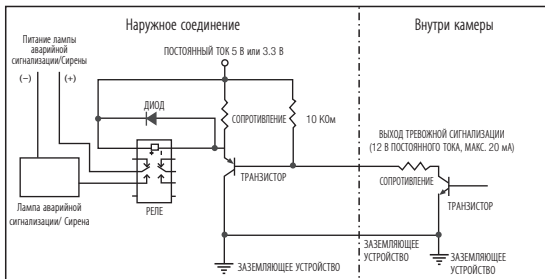 Наружное соединение
Внутри камеры
Питание лампы
аварийной
сигнализации/Сирены
(−) (+)
ПОСТОЯННЫЙ ТОК 5 В или 3.3 В
ДИОД
СОПРОТИВЛЕНИЕ
10 КОм
ВЫХОД ТРЕВОЖНОЙ СИГНАЛИЗАЦИИ
(12 В ПОСТОЯННОГО ТОКА, МАКС. 20 мА)
ТРАНЗИСТОР
СОПРОТИВЛЕНИЕ
ТРАНЗИСТОР
РЕЛЕ
Лампа аварийной
сигнализации/ Сирена
ЗАЗЕМЛЯЮЩЕЕ УСТРОЙСТВО
ЗАЗЕМЛЯЮЩЕЕ
УСТРОЙСТВО
ЗАЗЕМЛЯЮЩЕЕ
УСТРОЙСТВО